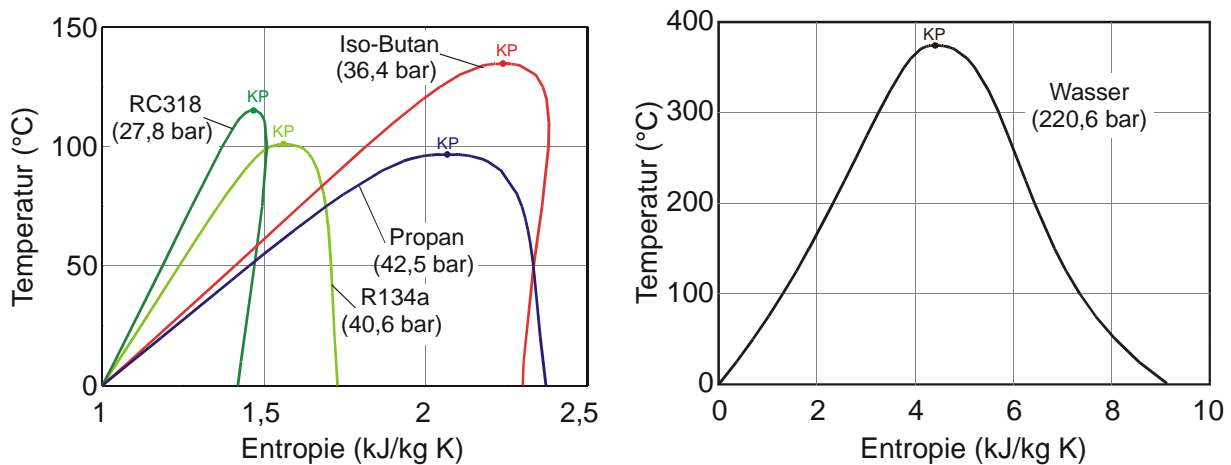 150
100
50
0
Temperatur (°C)
1
1,5
2
2,5
Entropie (kJ/kg K)
RC318
(27,8 bar)
KP
KP
Iso-Butan
(36,4 bar)
KP
KP
Propan
(42,5 bar)
R134a
(40,6 bar)
400
300
200
100
0
Temperatur (°C)
0
2
4
6
8
10
Entropie (kJ/kg K)
KP
Wasser
(220,6 bar)